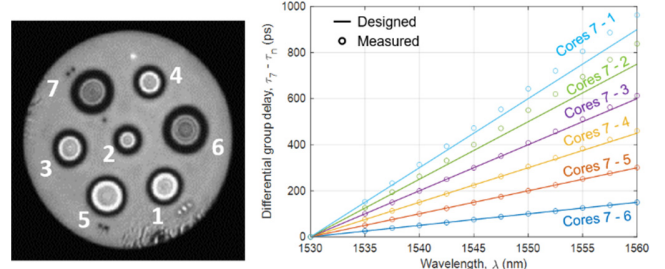 7
4
6
2
3
5
1
Differential group delay, τ7 - τn (ps)
1000
800
600
400
200
0
Designed
Measured
Cores 7 - 1
Cores 7 - 2
Cores 7 - 3
Cores 7 - 4
Cores 7 - 5
Cores 7 - 6
1530 1535 1540 1545 1550 1555 1560
Wavelength, λ (nm)